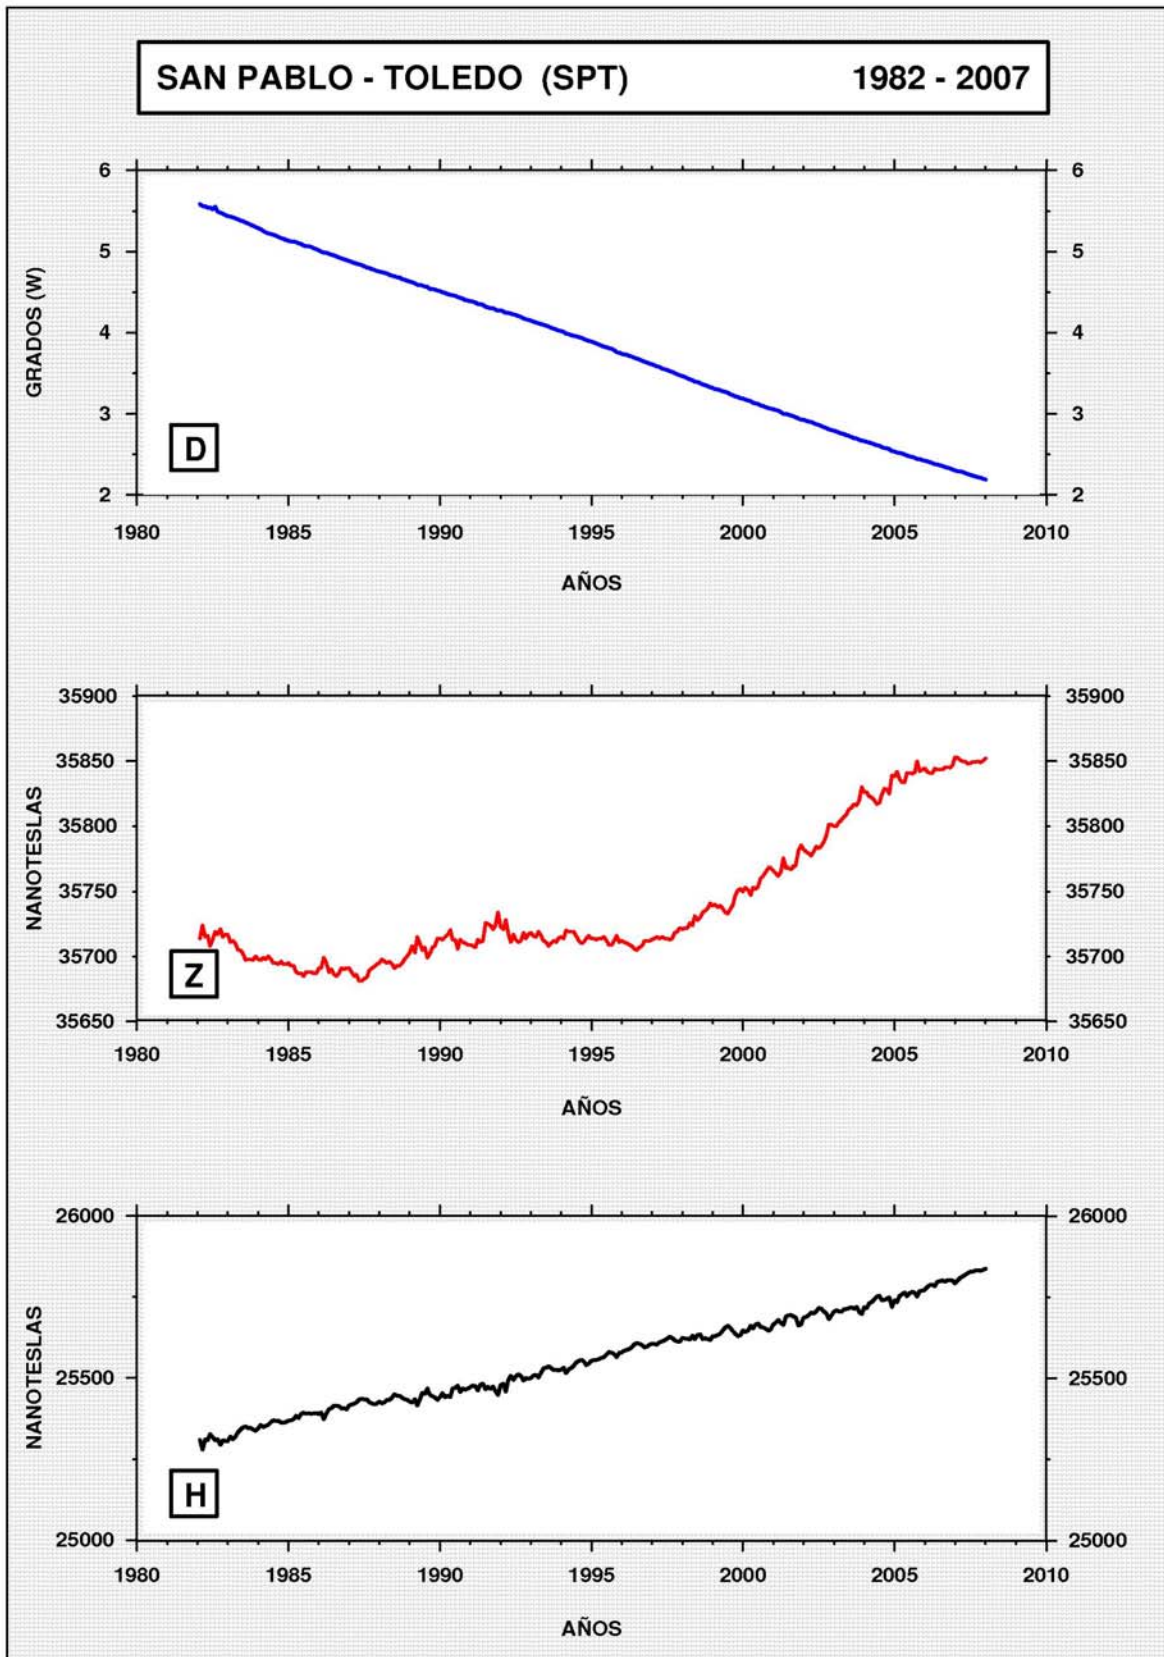 SAN PABLO - TOLEDO (SPT) 1982 - 2007
6 6
5 5
4 4
3 3
2 2
GRADOS (W)
D
1980 1985 1990 1995 2000 2005 2010
AÑOS
35900 35900
35850 35850
35800 35800
35750 35750
35700 35700
35650 35650
NANOTESLAS
Z
1980 1985 1990 1995 2000 2005 2010
AÑOS
26000 26000
25500 25500
25000 25000
NANOTESLAS
H
1980 1985 1990 1995 2000 2005 2010
AÑOS